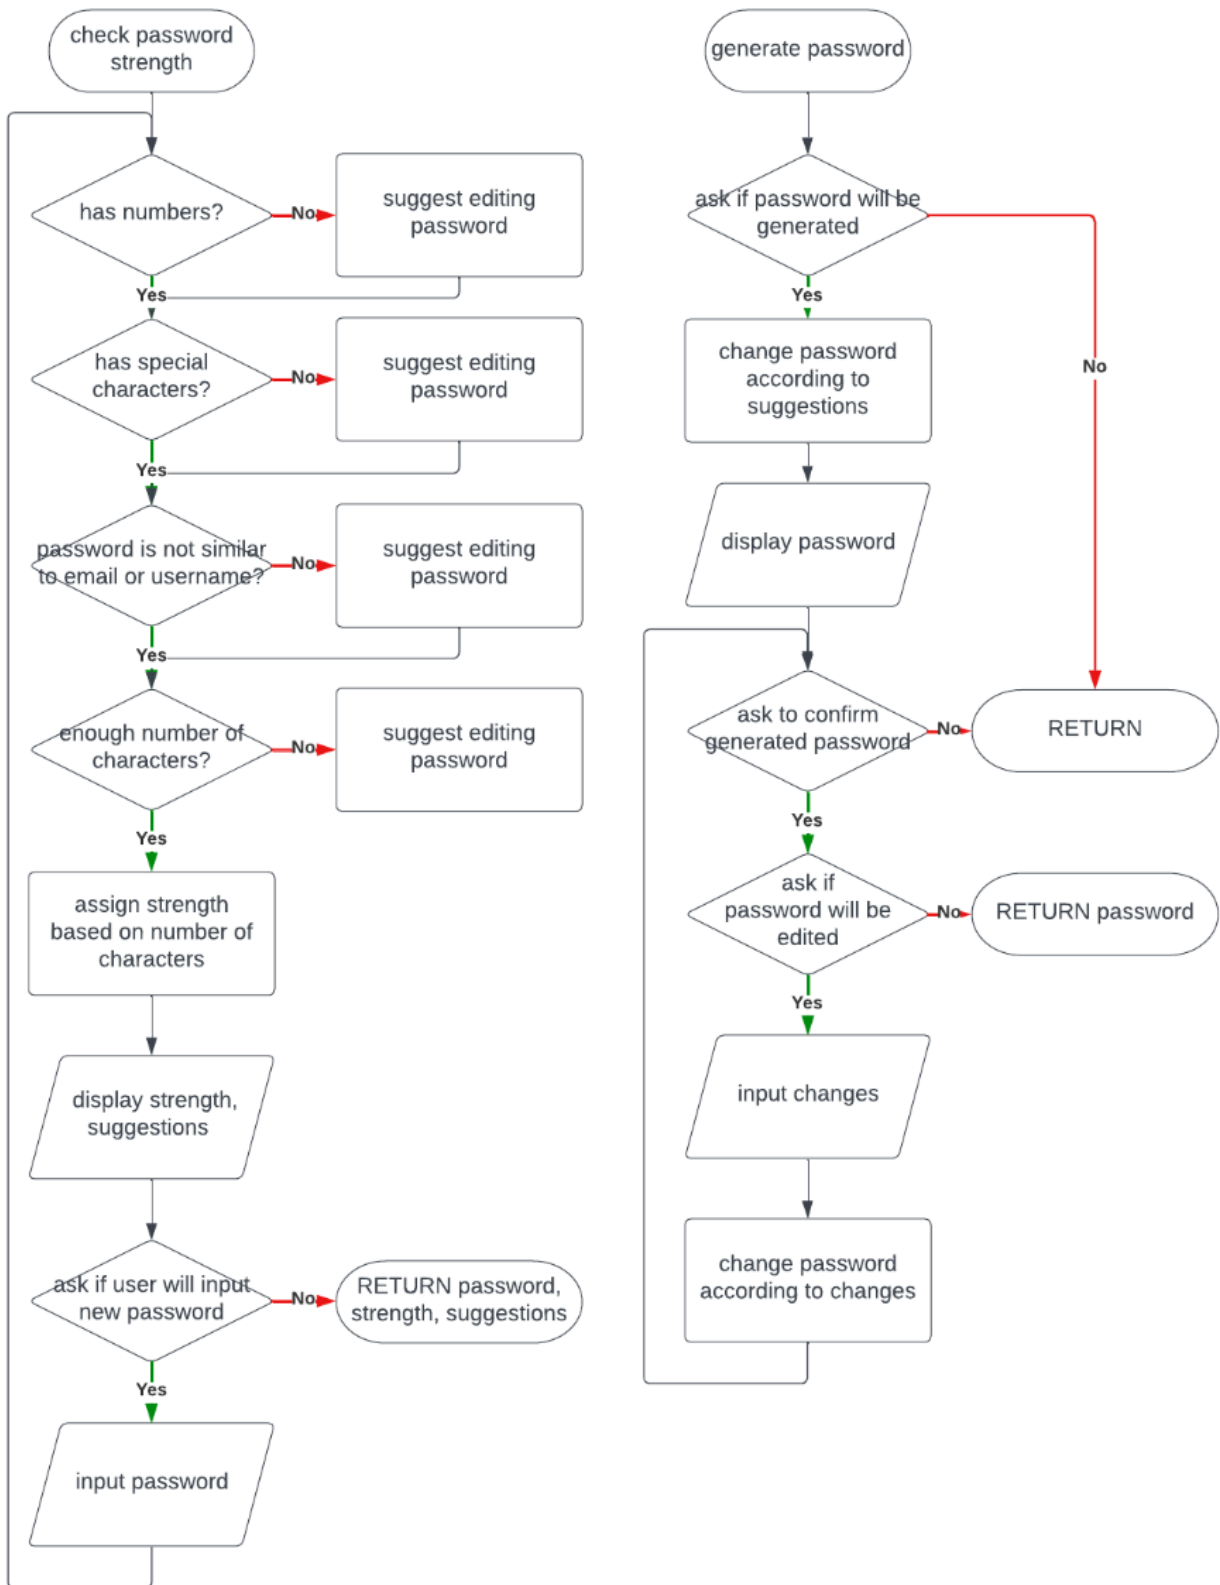 check password
strength
has numbers?
No
suggest editing
password
Yes
has special
characters?
No
suggest editing
password
Yes
password is not similar
to email or username?
No
suggest editing
password
Yes
enough number of
characters?
No
suggest editing
password
Yes
assign strength
based on number of
characters
display strength,
suggestions
ask if user will input
new password
No
RETURN password,
strength, suggestions
Yes
input password
generate password
ask if password will be
generated
No
Yes
change password
according to
suggestions
display password
ask to confirm
generated password
No
RETURN
Yes
ask if
password will be
edited
No
RETURN password
Yes
input changes
change password
according to changes